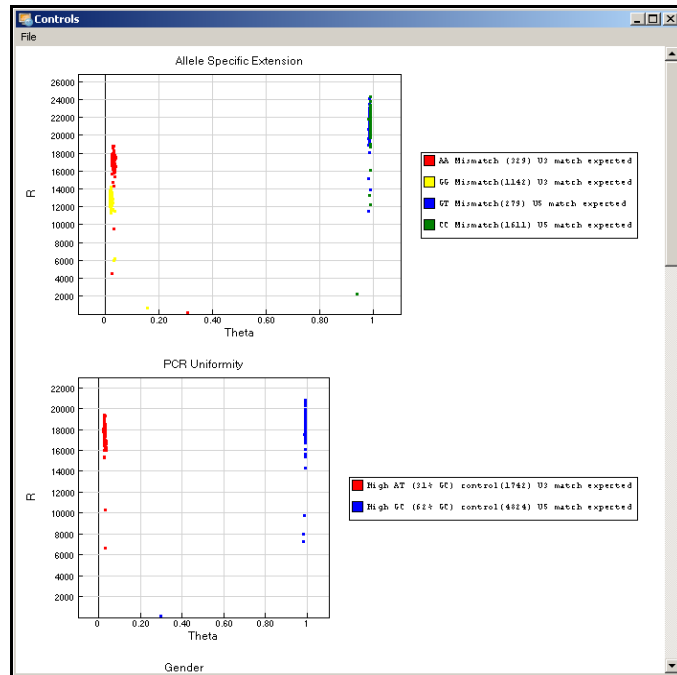 Controls
File
Allele Specific Extension
26000
24000
22000
20000
18000
16000
14000
12000
10000
8000
6000
4000
2000
R
0 0.20 0.40 0.60 0.80 1
Theta
AA Mismatch (329) U3 match expected
GG Mismatch(1142) U3 match expected
GT Mismatch(279) U5 match expected
CC Mismatch(1611) U5 match expected
PCR Uniformity
22000
20000
18000
16000
14000
12000
10000
8000
6000
4000
2000
R
0 0.20 0.40 0.60 0.80 1
Theta
High AT (31% GC) control(1742) U3 match expected
High GC (62% GC) control(4824) U5 match expected
Gender